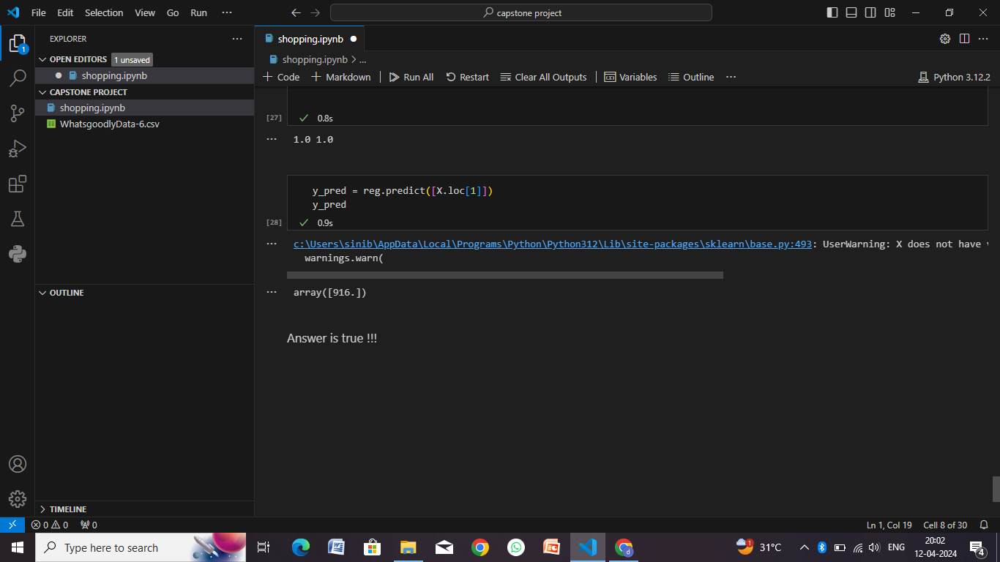 File Edit Selection View Go Run ···
capstone project
EXPLORER
OPEN EDITORS 1 unsaved
shopping.ipynb
CAPSTONE PROJECT
shopping.ipynb
WhatsgoodlyData-6.csv
OUTLINE
TIMELINE
1
shopping.ipynb
shopping.ipynb > ...
+ Code + Markdown Run All Restart Clear All Outputs Variables Outline ··· Python 3.12.2
[27] 0.8s
1.0 1.0
y_pred = reg.predict([X.loc[1]])
y_pred
[28] 0.9s
c:\Users\sinib\AppData\Local\Programs\Python\Python312\Lib\site-packages\sklearn\base.py:493: UserWarning: X does not have
warnings.warn(
array([916.])
Answer is true !!!
0 0 0 Ln 1, Col 19 Cell 8 of 30
Type here to search
1 31°C ENG 20:02
12-04-2024 4